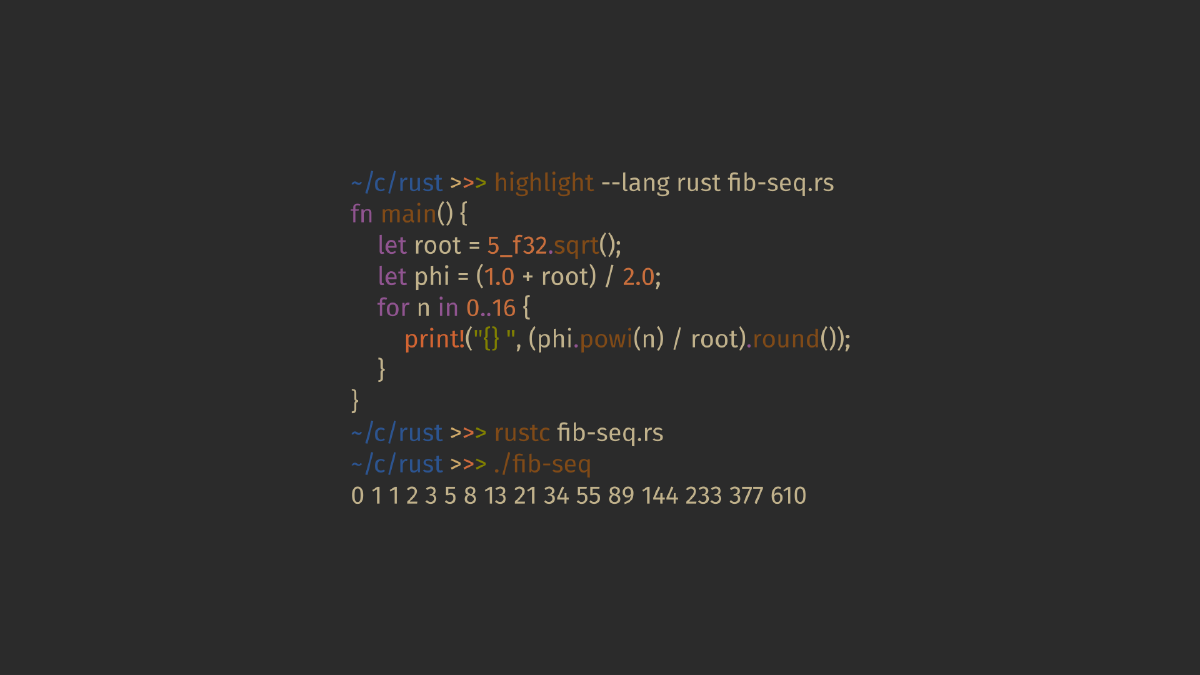 ~/c/rust >>> highlight --lang rust fib-seq.rs
fn main() {
    let root = 5_f32.sqrt();
    let phi = (1.0 + root) / 2.0;
    for n in 0..16 {
        print!("{} ", (phi.powi(n) / root).round());
    }
}
~/c/rust >>> rustc fib-seq.rs
~/c/rust >>> ./fib-seq
0 1 1 2 3 5 8 13 21 34 55 89 144 233 377 610